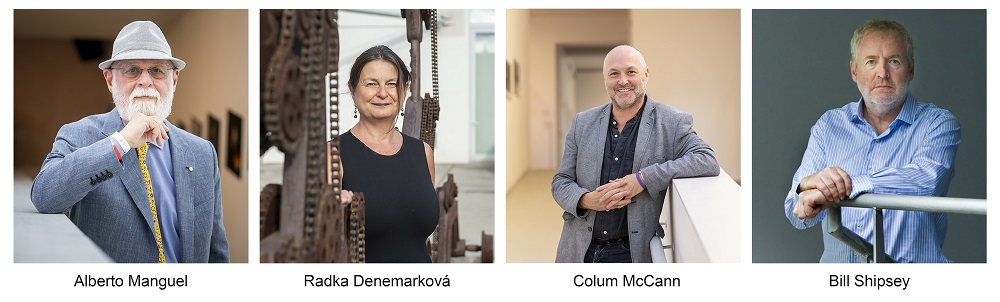 Alberto Manguel
Radka Denemarková
Colum McCann
Bill Shipsey